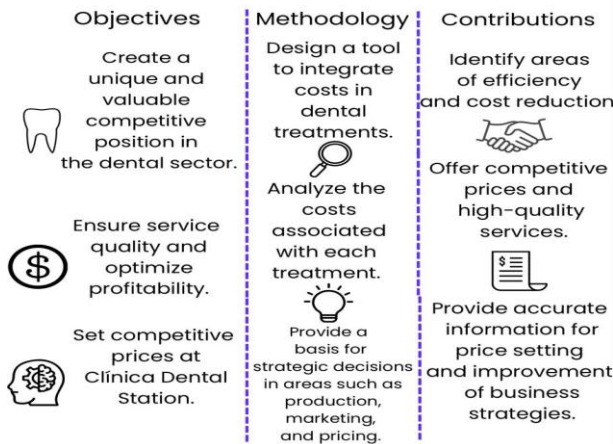 Objectives
Create a
unique and
valuable
competitive
position in
the dental sector.
Ensure service
quality and
optimize
profitability.
Set competitive
prices at
Clínica Dental
Station.
Methodology
Design a tool
to integrate
costs in
dental
treatments.
Analyze the
costs
associated
with each
treatment.
Provide a
basis for
strategic decisions
in areas such as
production,
marketing,
and pricing.
Contributions
Identify areas
of efficiency
and cost reduction
Offer competitive
prices and
high-quality
services.
$
Provide accurate
information for
price setting
and improvement
of business
strategies.